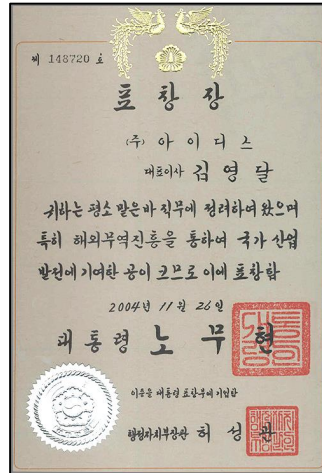 제 148720 호
표 창 장
(주) 아 이 디 스
대표이사 김 영 달
귀하는 평소 맡은바 직무에 정려하여 왔으며
특히 해외무역진흥을 통하여 국가 산업
발전에 기여한 공이 크므로 이에 표창함
2004년 11월 26일
대 통 령 노 무 현
이증을 대통령 표창부에 기입함
행정자치부장관 허 성 관